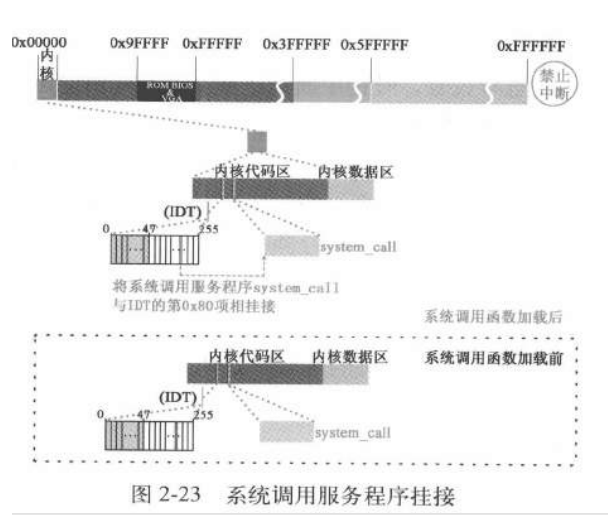 0x00000 0x9FFFF 0xFFFFF 0x3FFFFF 0x5FFFFF 0xFFFFFF
内核
ROM BIOS
&
VGA
禁止
中断
内核代码区 内核数据区
(IDT)
0 47 255
system_call
将系统调用服务程序system_call
与IDT的第0x80项相挂接
系统调用函数加载后
内核代码区 内核数据区 系统调用函数加载前
(IDT)
0 47 255
system_call
图 2-23 系统调用服务程序挂接